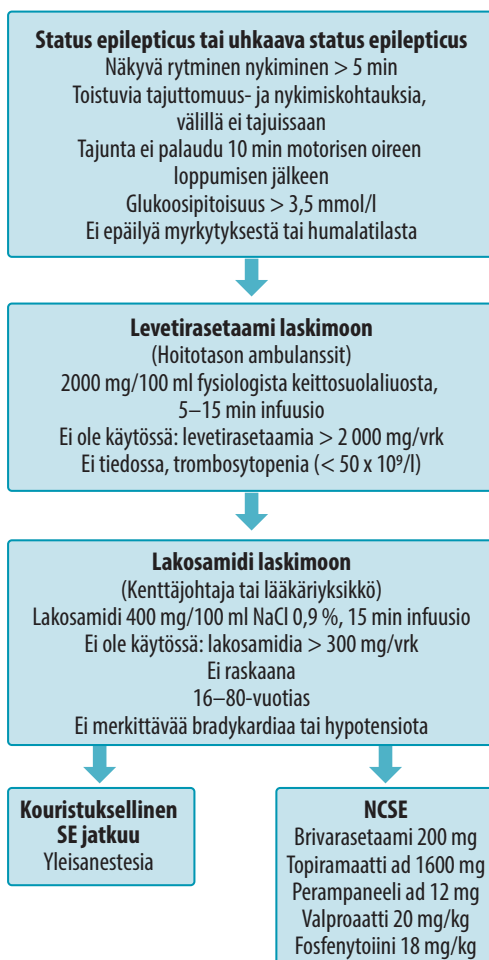 Status epilepticus tai uhkaava status epilepticus
Näkyvä rytminen nykiminen > 5 min
Toistuvia tajuttomuus- ja nykimiskohtauksia,
välillä ei tajuissaan
Tajunta ei palaudu 10 min motorisen oireen
loppumisen jälkeen
Glukoosipitoisuus > 3,5 mmol/l
Ei epäilyä myrkytyksestä tai humalatilasta
Levetirasetaami laskimoon
(Hoitotason ambulanssit)
2000 mg/100 ml fysiologista keittosuolaliuosta,
5–15 min infuusio
Ei ole käytössä: levetirasetaamia > 2 000 mg/vrk
Ei tiedossa, trombosytopenia (< 50 x 10⁹/l)
Lakosamidi laskimoon
(Kenttäjohtaja tai lääkäriyksikkö)
Lakosamidi 400 mg/100 ml NaCl 0,9 %, 15 min infuusio
Ei ole käytössä: lakosamidia > 300 mg/vrk
Ei raskaana
16–80-vuotias
Ei merkittävää bradykardiaa tai hypotensiota
Kouristuksellinen
SE jatkuu
Yleisanestesia
NCSE
Brivarasetaami 200 mg
Topiramaatti ad 1600 mg
Perampaneeli ad 12 mg
Valproaatti 20 mg/kg
Fosfenytoiini 18 mg/kg